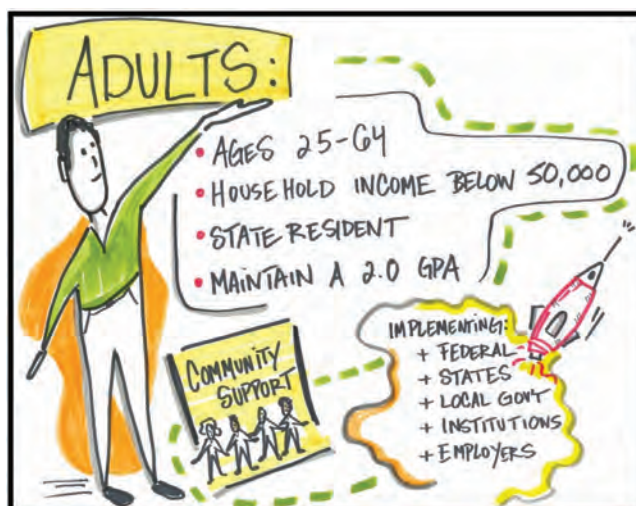 ADULTS:
• AGES 25-64
• HOUSEHOLD INCOME BELOW 50,000
• STATE RESIDENT
• MAINTAIN A 2.0 GPA
COMMUNITY
SUPPORT
IMPLEMENTING:
+ FEDERAL
+ STATES
+ LOCAL GOV'T
+ INSTITUTIONS
+ EMPLOYERS